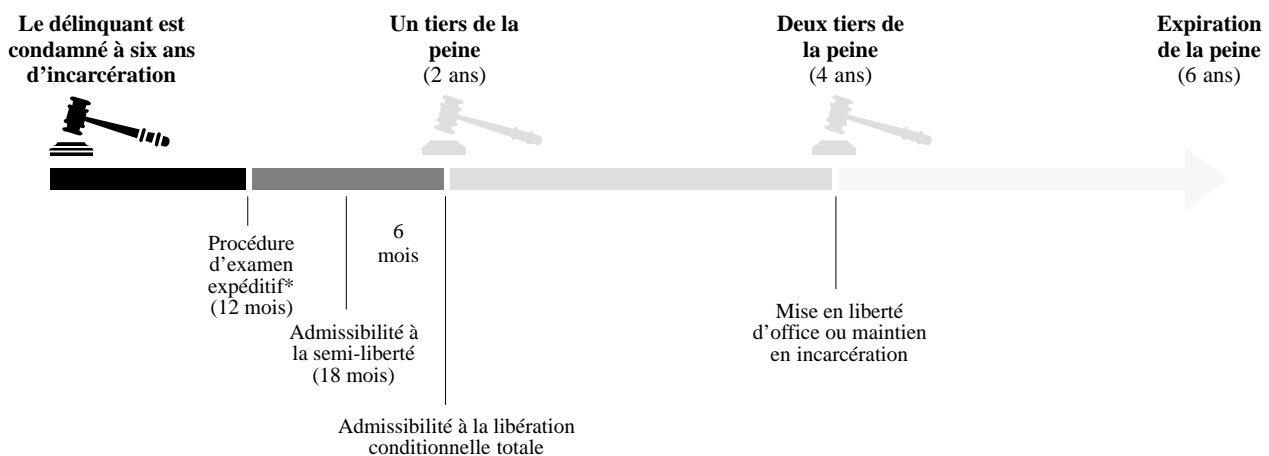 Le délinquant est
condamné à six ans
d’incarcération
Un tiers de la
peine
(2 ans)
Deux tiers de
la peine
(4 ans)
Expiration
de la peine
(6 ans)
Procédure
d’examen
expéditif*
(12 mois)
6
mois
Admissibilité à
la semi-liberté
(18 mois)
Mise en liberté
d’office ou maintien
en incarcération
Admissibilité à la libération
conditionnelle totale